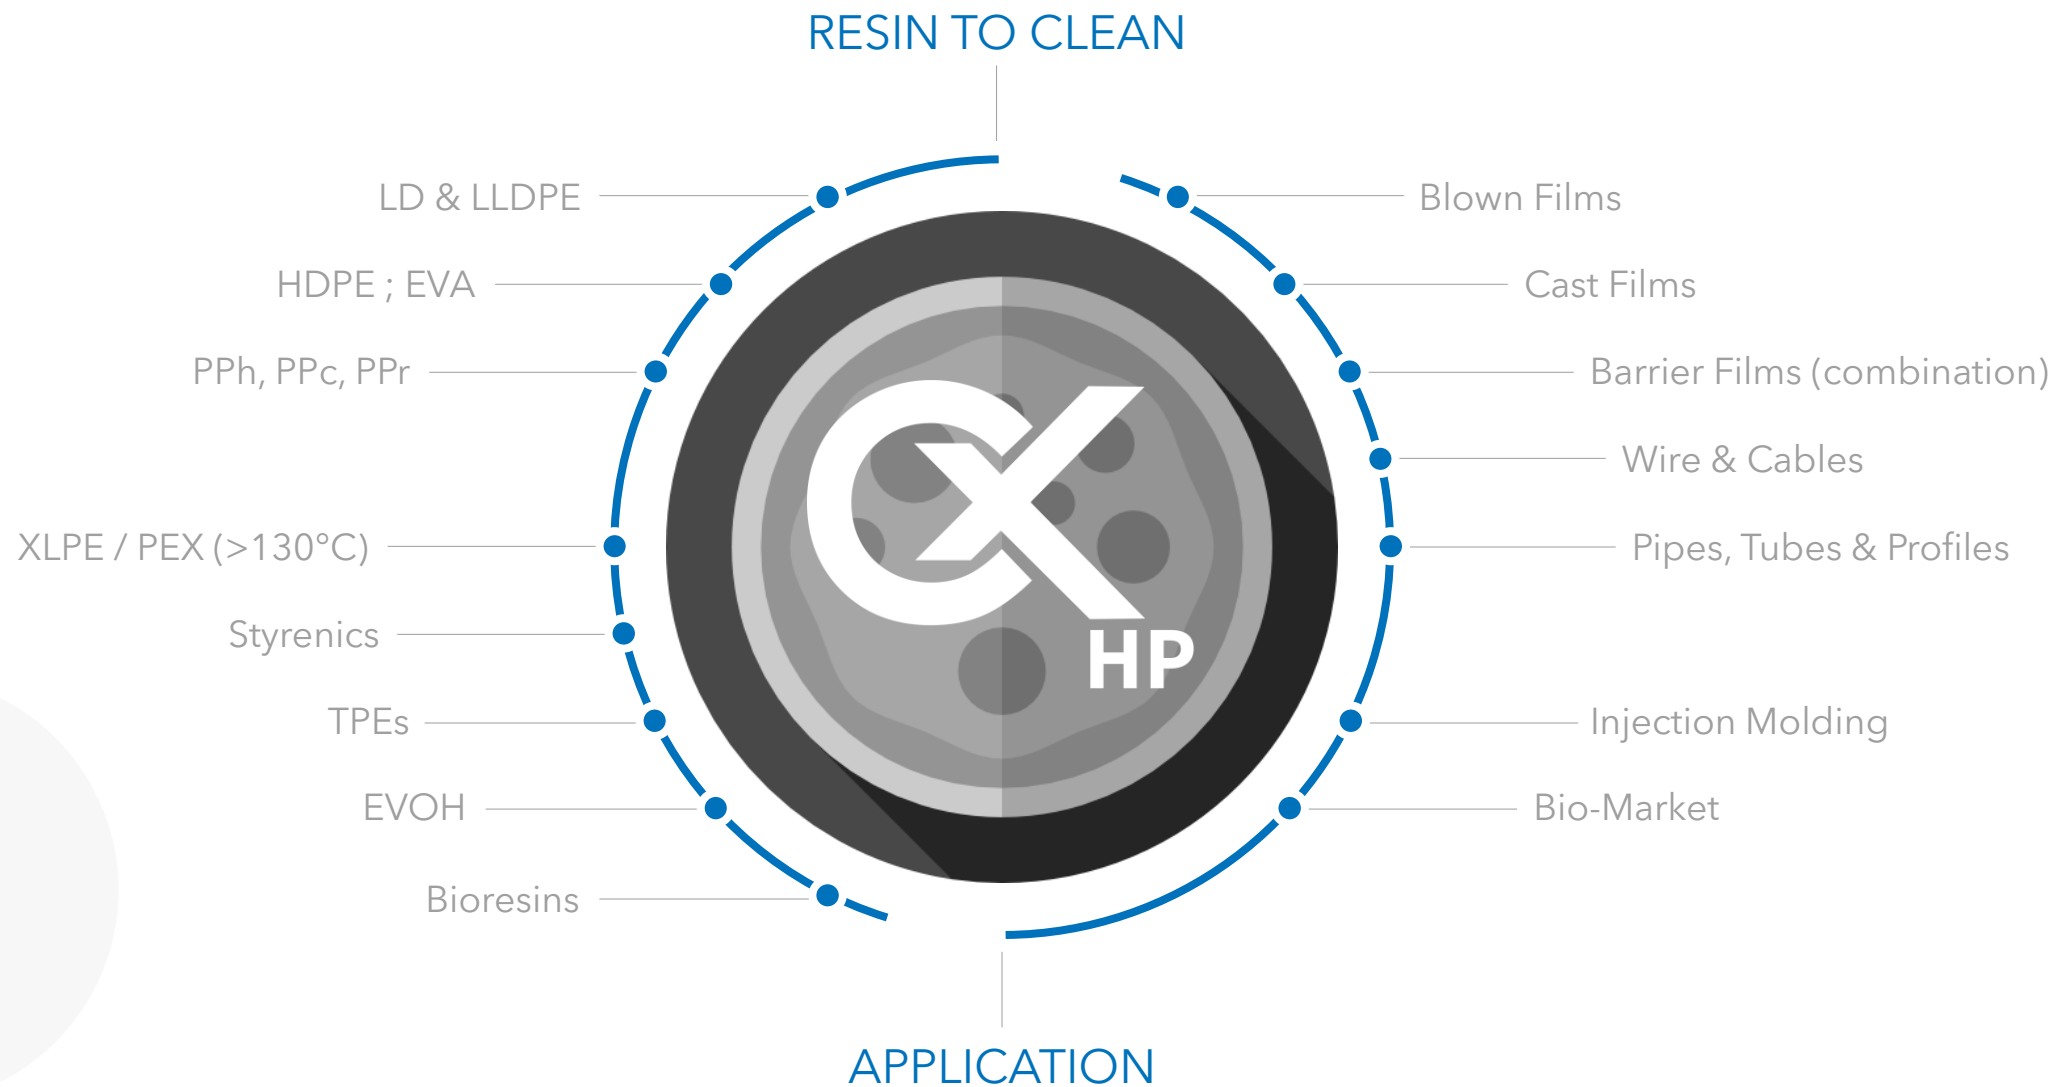 RESIN TO CLEAN
LD & LLDPE
HDPE ; EVA
PPh, PPc, PPr
XLPE / PEX (>130°C)
Styrenics
TPEs
EVOH
Bioresins
CX
HP
Blown Films
Cast Films
Barrier Films (combination)
Wire & Cables
Pipes, Tubes & Profiles
Injection Molding
Bio-Market
APPLICATION